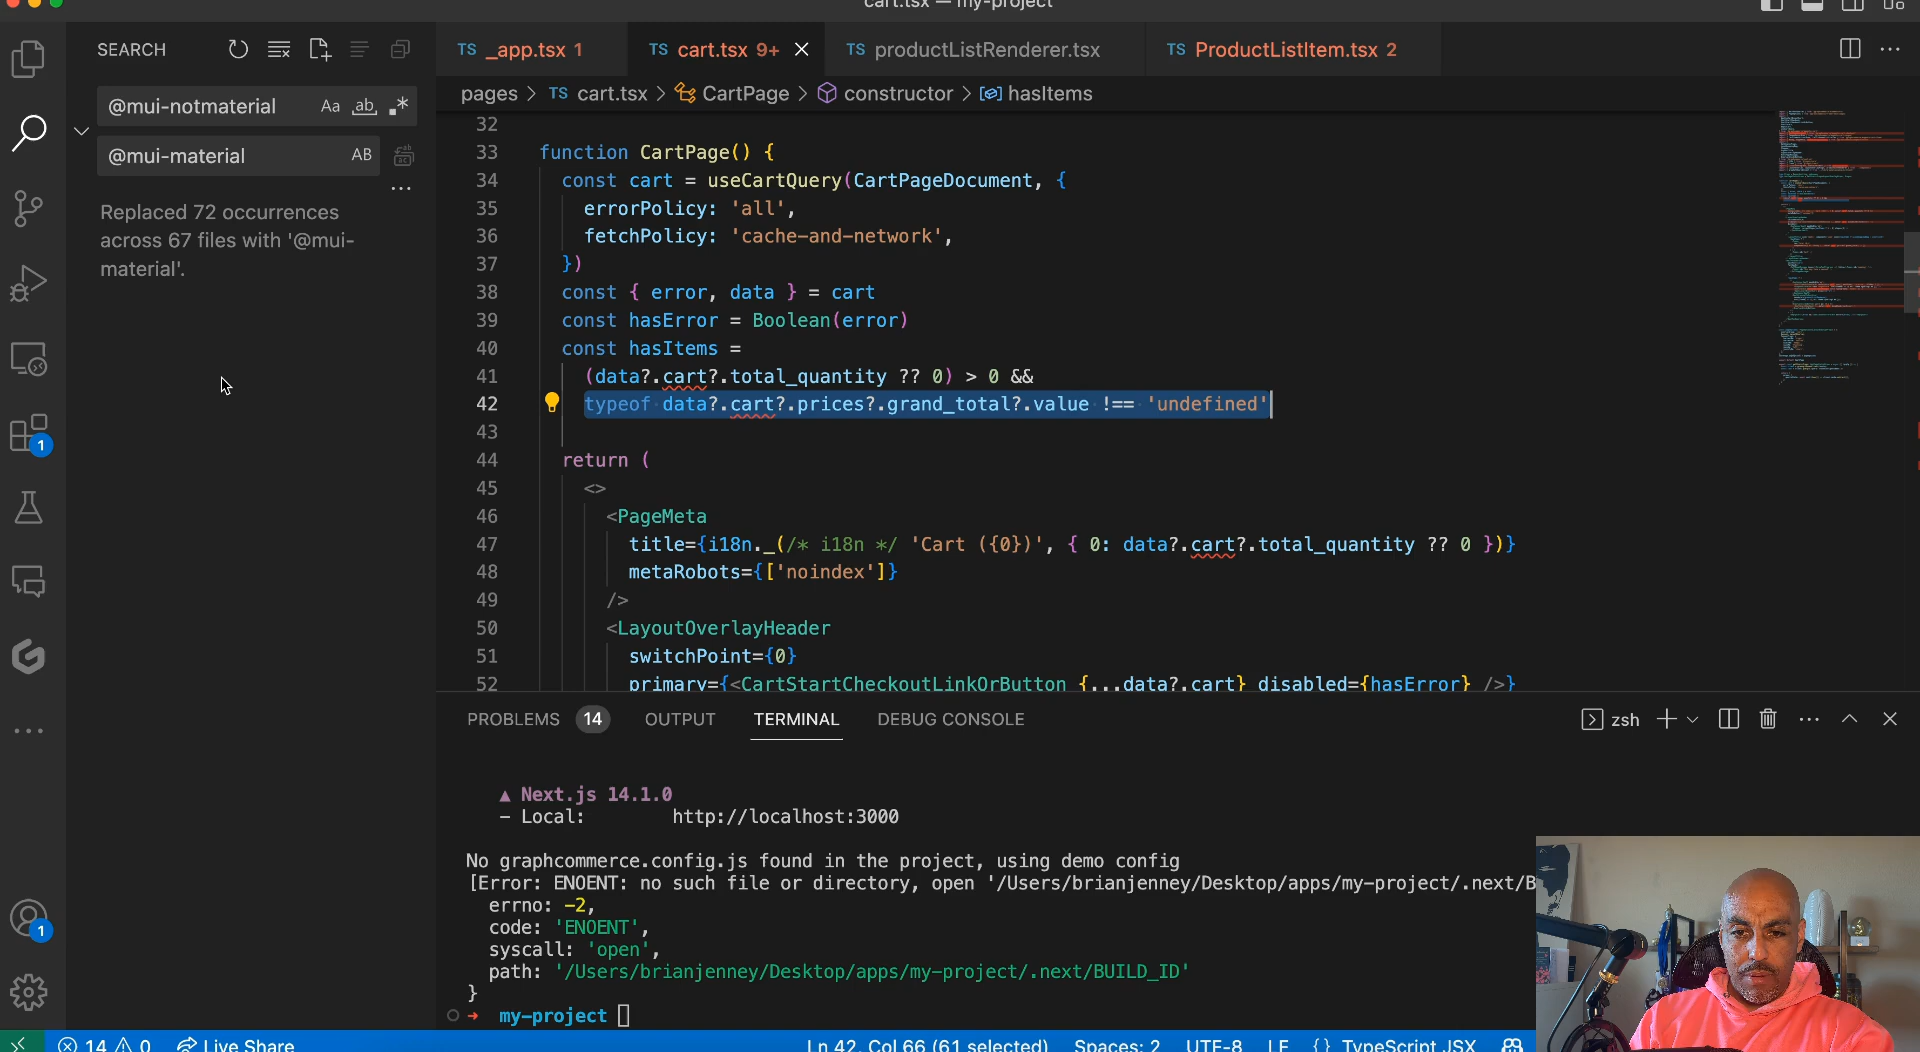 cart.tsx — my-project
SEARCH
TS _app.tsx 1
TS cart.tsx 9+
TS productListRenderer.tsx
TS ProductListItem.tsx 2
pages > TS cart.tsx > CartPage > constructor > hasItems
@mui-notmaterial Aa ab .*
@mui-material AB
Replaced 72 occurrences
across 67 files with '@mui-
material'.
32
33 function CartPage() {
34 const cart = useCartQuery(CartPageDocument, {
35 errorPolicy: 'all',
36 fetchPolicy: 'cache-and-network',
37 })
38 const { error, data } = cart
39 const hasError = Boolean(error)
40 const hasItems =
41 (data?.cart?.total_quantity ?? 0) > 0 &&
42 typeof data?.cart?.prices?.grand_total?.value !== 'undefined'
43
44 return (
45 <>
46 <PageMeta
47 title={i18n._(/* i18n */ 'Cart ({0})', { 0: data?.cart?.total_quantity ?? 0 })}
48 metaRobots={['noindex']}
49 />
50 <LayoutOverlayHeader
51 switchPoint={0}
52 primary={<CartStartCheckoutLinkOrButton {...data?.cart} disabled={hasError} />}
1
1
PROBLEMS 14 OUTPUT TERMINAL DEBUG CONSOLE
zsh
▲ Next.js 14.1.0
- Local: http://localhost:3000
No graphcommerce.config.js found in the project, using demo config
[Error: ENOENT: no such file or directory, open '/Users/brianjenney/Desktop/apps/my-project/.next/B
errno: -2,
code: 'ENOENT',
syscall: 'open',
path: '/Users/brianjenney/Desktop/apps/my-project/.next/BUILD_ID'
}
→ my-project
14 0 Live Share
Ln 42, Col 66 (61 selected) Spaces: 2 UTF-8 LF {} TypeScript JSX